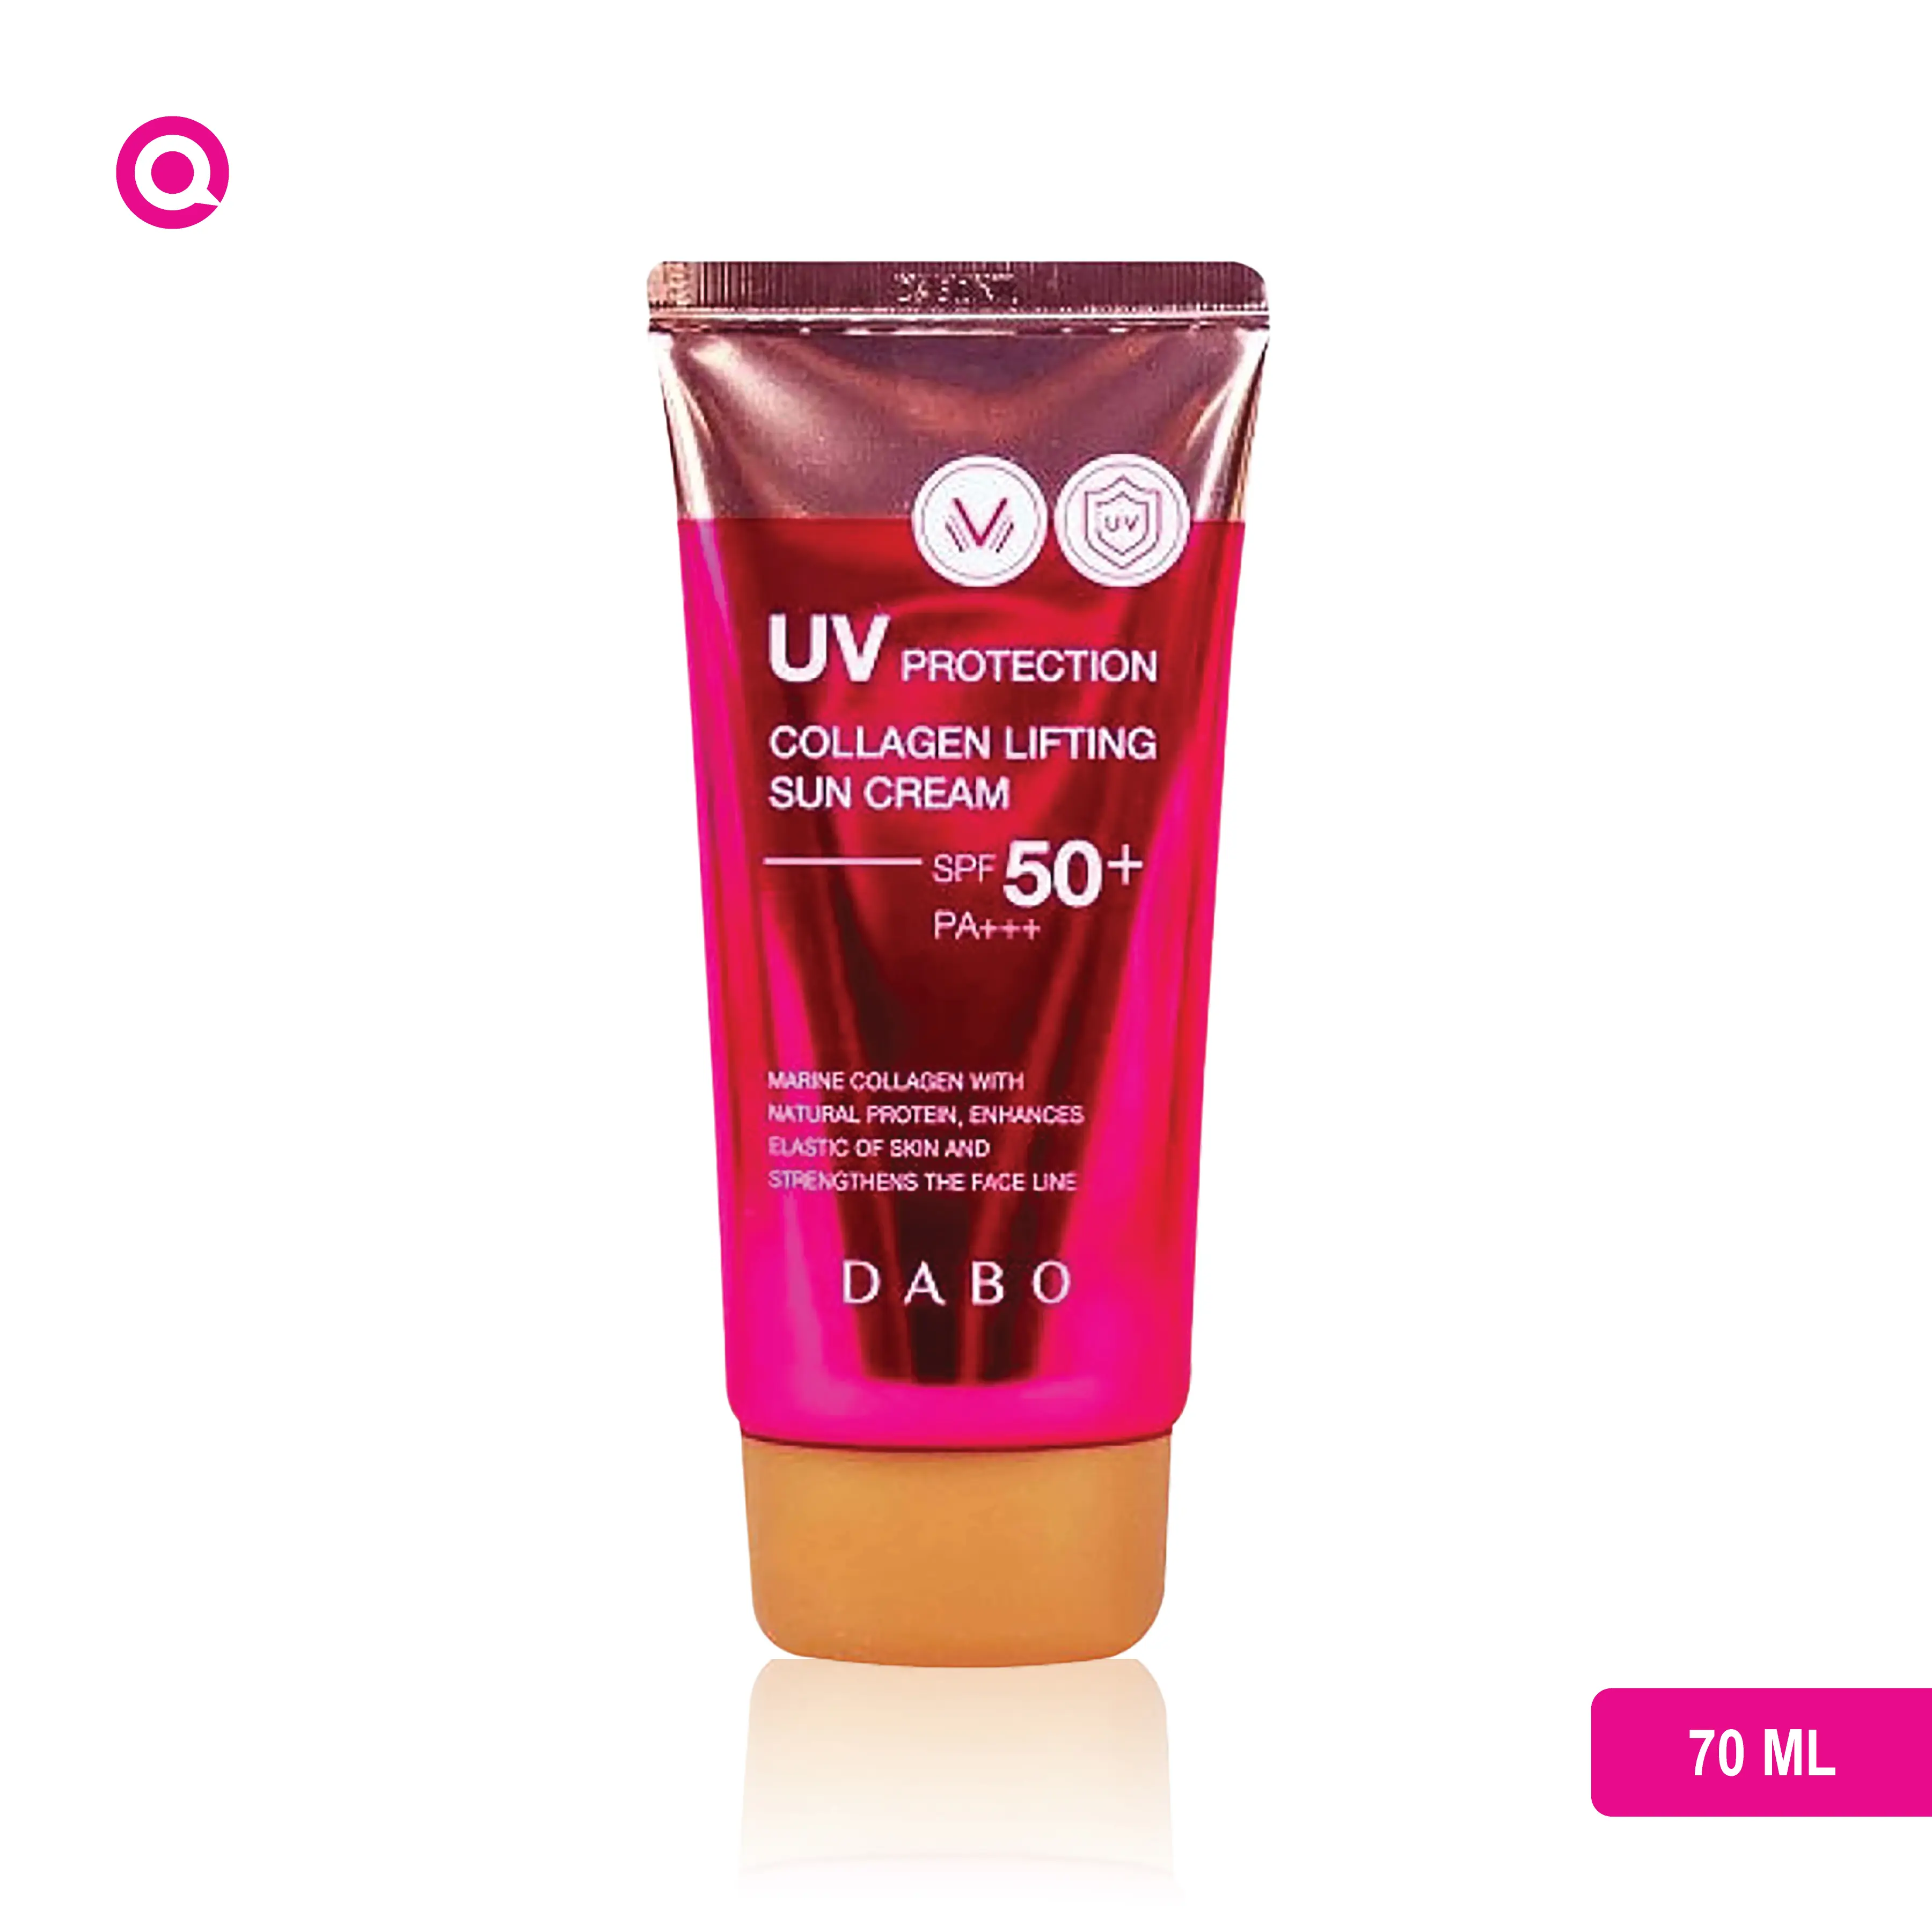 UV PROTECTION
COLLAGEN LIFTING
SUN CREAM
SPF 50+
PA+++
MARINE COLLAGEN WITH
NATURAL PROTEIN, ENHANCES
ELASTIC OF SKIN AND
STRENGTHENS THE FACE LINE
DABO
UV
70 ML